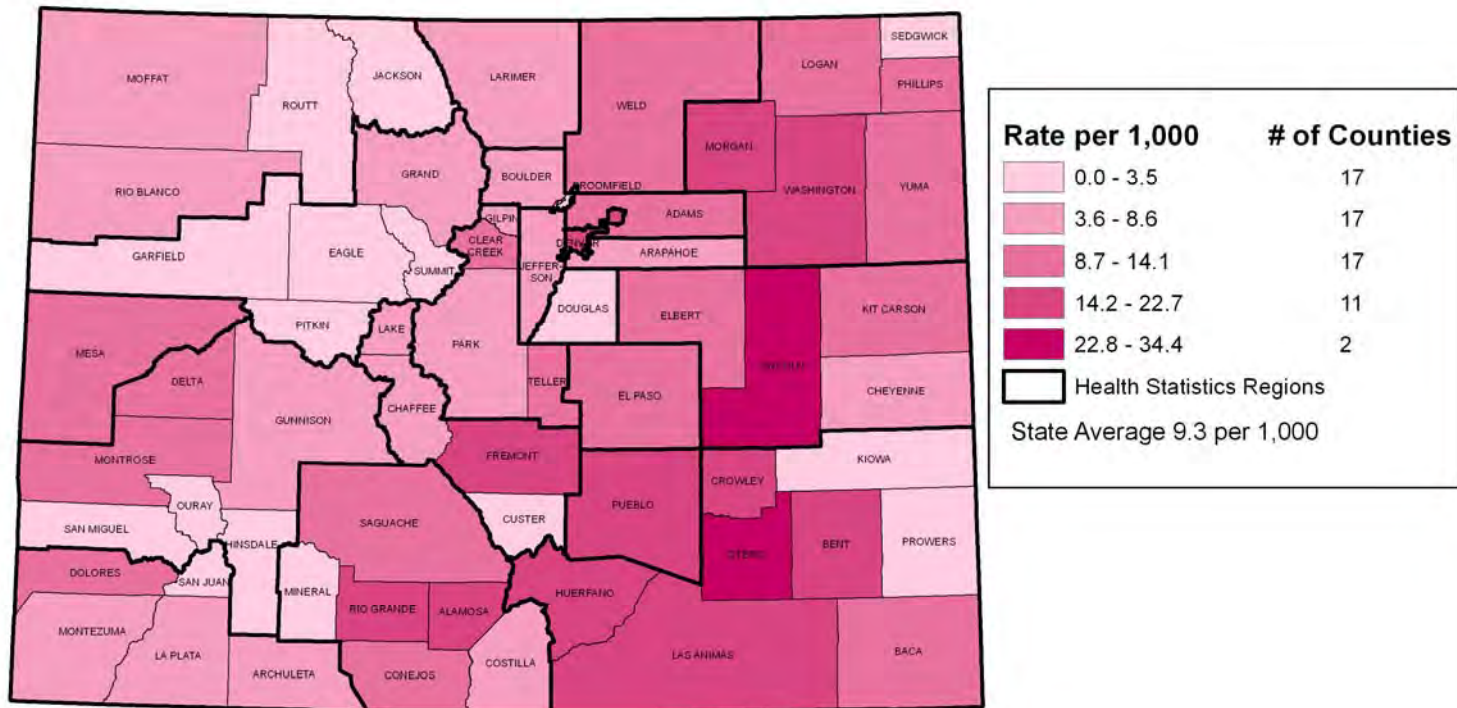 SEDGWICK
LOGAN
JACKSON
LARIMER
MOFFAT
PHILLIPS
ROUTT
WELD
MORGAN
GRAND
BOULDER
YUMA
RIO BLANCO
BROOMFIELD
WASHINGTON
GILPIN
ADAMS
CLEAR
CREEK
DENVER
EAGLE
ARAPAHOE
GARFIELD
JEFFER-
SON
SUMMIT
DOUGLAS
ELBERT
KIT CARSON
PITKIN
LAKE
PARK
MESA
DELTA
TELLER
CHEYENNE
EL PASO
CHAFFEE
GUNNISON
FREMONT
MONTROSE
KIOWA
CROWLEY
OURAY
PUEBLO
CUSTER
SAGUACHE
SAN MIGUEL
HINSDALE
OTERO
BENT
PROWERS
DOLORES
SAN JUAN
MINERAL
HUERFANO
RIO GRANDE
ALAMOSA
MONTEZUMA
LAS ANIMAS
BACA
LA PLATA
COSTILLA
ARCHULETA
CONEJOS
Rate per 1,000 # of Counties
0.0 - 3.5 17
3.6 - 8.6 17
8.7 - 14.1 17
14.2 - 22.7 11
22.8 - 34.4 2
Health Statistics Regions
State Average 9.3 per 1,000